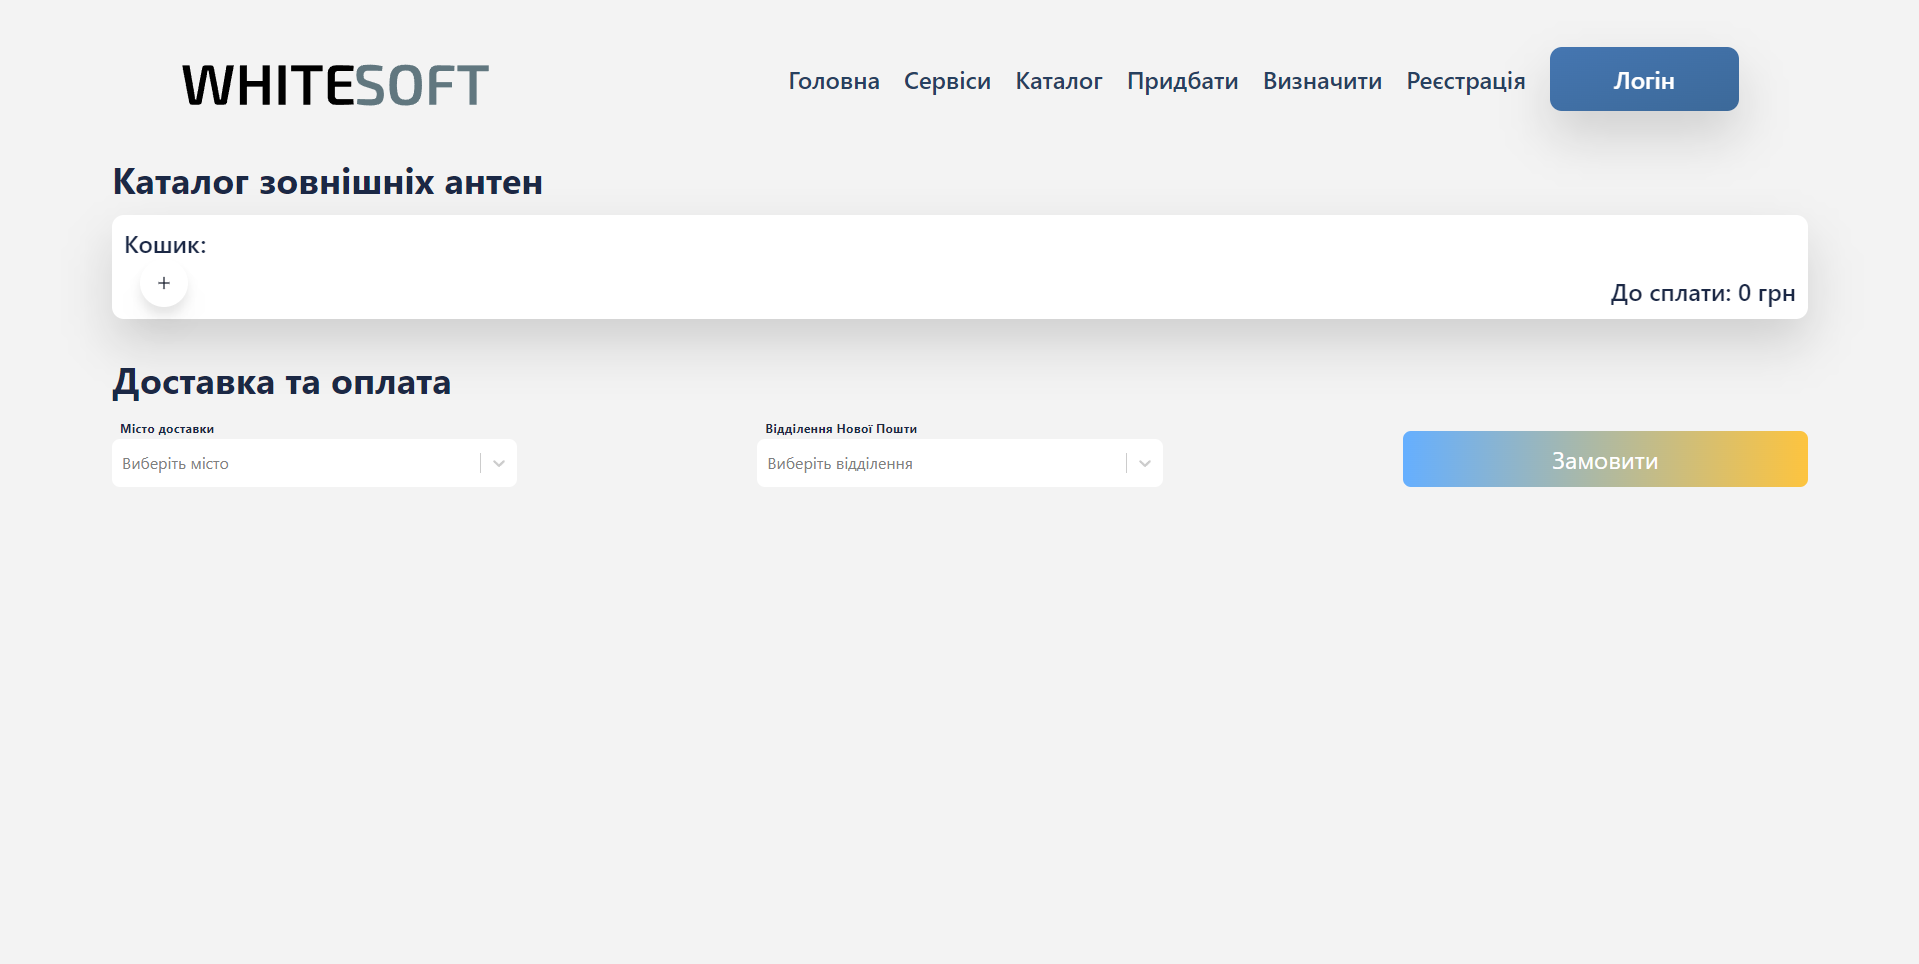 WHITESOFT
Головна Сервіси Каталог Придбати Визначити Реєстрація Логін
Каталог зовнішніх антен
Кошик:
+
До сплати: 0 грн
Доставка та оплата
Місто доставки
Виберіть місто
Відділення Нової Пошти
Виберіть відділення
Замовити